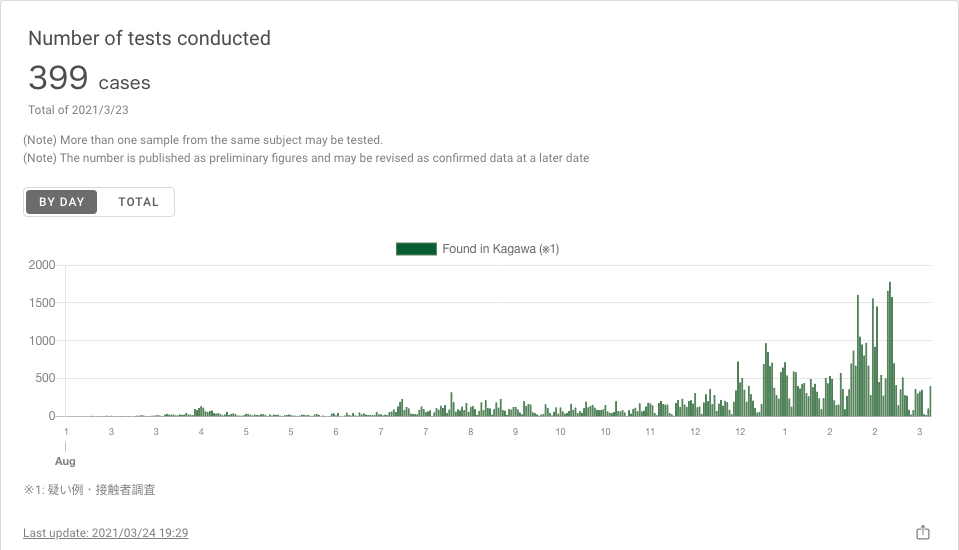 Number of tests conducted
399 cases
Total of 2021/3/23
(Note) More than one sample from the same subject may be tested.
(Note) The number is published as preliminary figures and may be revised as confirmed data at a later date
BY DAY TOTAL
Found in Kagawa (※1)
2000
1500
1000
500
0
1 3 3 4 5 5 6 7 7 8 9 10 10 11 12 12 1 2 2 3
Aug
※1: 疑い例・接触者調査
Last update: 2021/03/24 19:29